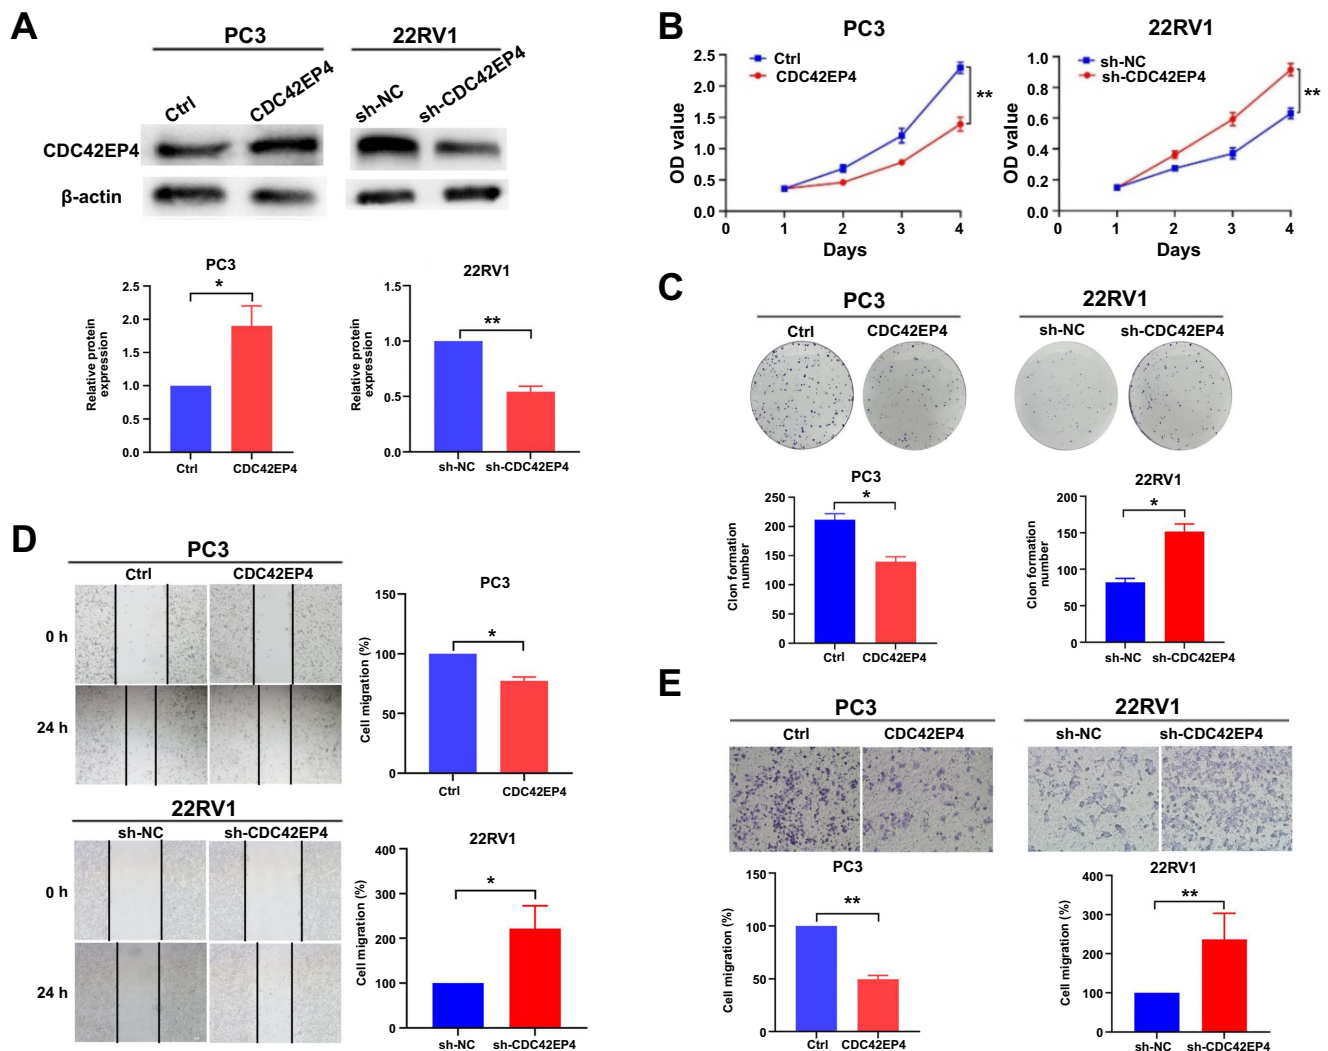 A
PC3
22RV1
Ctrl
CDC42EP4
sh-NC
sh-CDC42EP4
CDC42EP4
β-actin
PC3
2.5
2.0
1.5
1.0
0.5
0.0
Relative protein
expression
*
Ctrl
CDC42EP4
22RV1
1.5
1.0
0.5
0.0
Relative protein
expression
**
sh-NC
sh-CDC42EP4
B
PC3
2.5
2.0
1.5
1.0
0.5
0.0
OD value
Ctrl
CDC42EP4
**
0 1 2 3 4
Days
22RV1
1.0
0.8
0.6
0.4
0.2
0.0
OD value
sh-NC
sh-CDC42EP4
**
0 1 2 3 4
Days
C
PC3
22RV1
Ctrl
CDC42EP4
sh-NC
sh-CDC42EP4
PC3
250
200
150
100
50
0
Clon formation
number
*
Ctrl
CDC42EP4
22RV1
200
150
100
50
0
Clon formation
number
*
sh-NC
sh-CDC42EP4
D
PC3
Ctrl
CDC42EP4
0 h
24 h
PC3
150
100
50
0
Cell migration (%)
*
Ctrl
CDC42EP4
22RV1
sh-NC
sh-CDC42EP4
0 h
24 h
22RV1
400
300
200
100
0
Cell migration (%)
*
sh-NC
sh-CDC42EP4
E
PC3
22RV1
Ctrl
CDC42EP4
sh-NC
sh-CDC42EP4
PC3
150
100
50
0
Cell migration (%)
**
Ctrl
CDC42EP4
22RV1
400
300
200
100
0
Cell migration (%)
**
sh-NC
sh-CDC42EP4